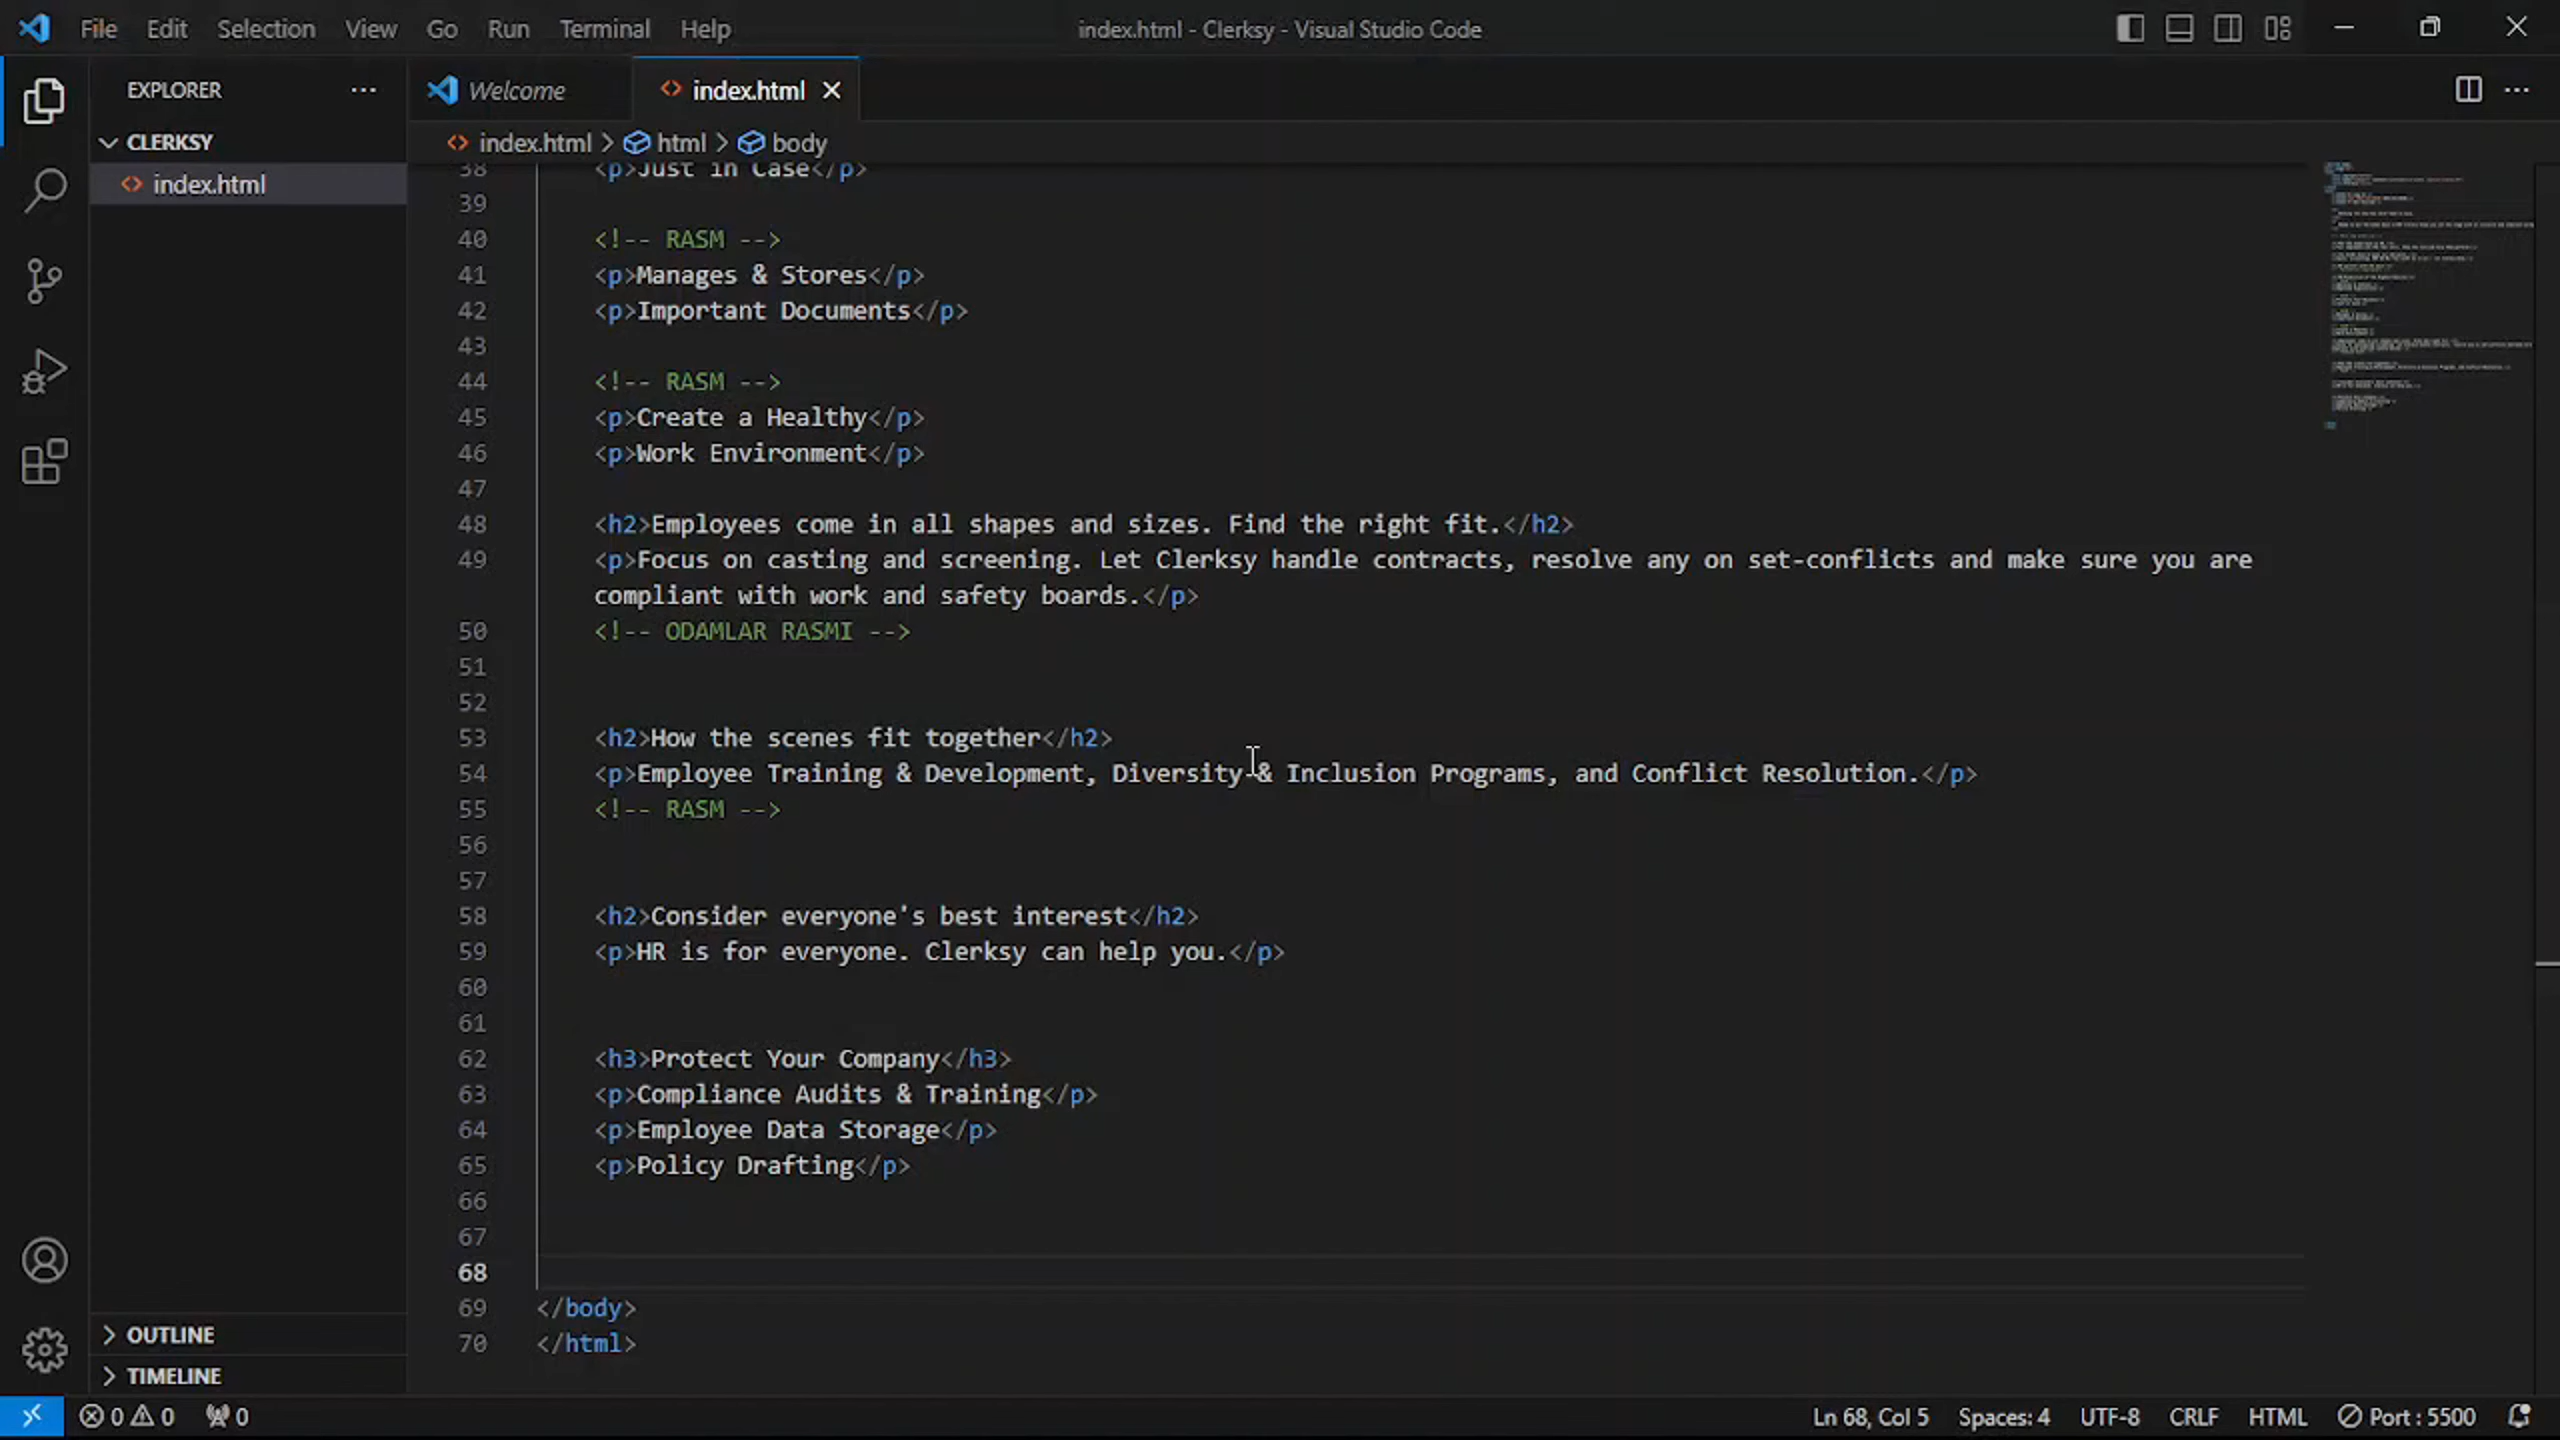 File Edit Selection View Go Run Terminal Help index.html - Clerksy - Visual Studio Code
EXPLORER ···
Welcome
index.html
CLERKSY
index.html
index.html > html > body
38 <p>Just in Case</p>
39
40 <!-- RASM -->
41 <p>Manages & Stores</p>
42 <p>Important Documents</p>
43
44 <!-- RASM -->
45 <p>Create a Healthy</p>
46 <p>Work Environment</p>
47
48 <h2>Employees come in all shapes and sizes. Find the right fit.</h2>
49 <p>Focus on casting and screening. Let Clerksy handle contracts, resolve any on set-conflicts and make sure you are
compliant with work and safety boards.</p>
50 <!-- ODAMLAR RASMI -->
51
52
53 <h2>How the scenes fit together</h2>
54 <p>Employee Training & Development, Diversity & Inclusion Programs, and Conflict Resolution.</p>
55 <!-- RASM -->
56
57
58 <h2>Consider everyone's best interest</h2>
59 <p>HR is for everyone. Clerksy can help you.</p>
60
61
62 <h3>Protect Your Company</h3>
63 <p>Compliance Audits & Training</p>
64 <p>Employee Data Storage</p>
65 <p>Policy Drafting</p>
66
67
68
69 </body>
70 </html>
OUTLINE
TIMELINE
0 0 0 Ln 68, Col 5 Spaces: 4 UTF-8 CRLF HTML Port : 5500